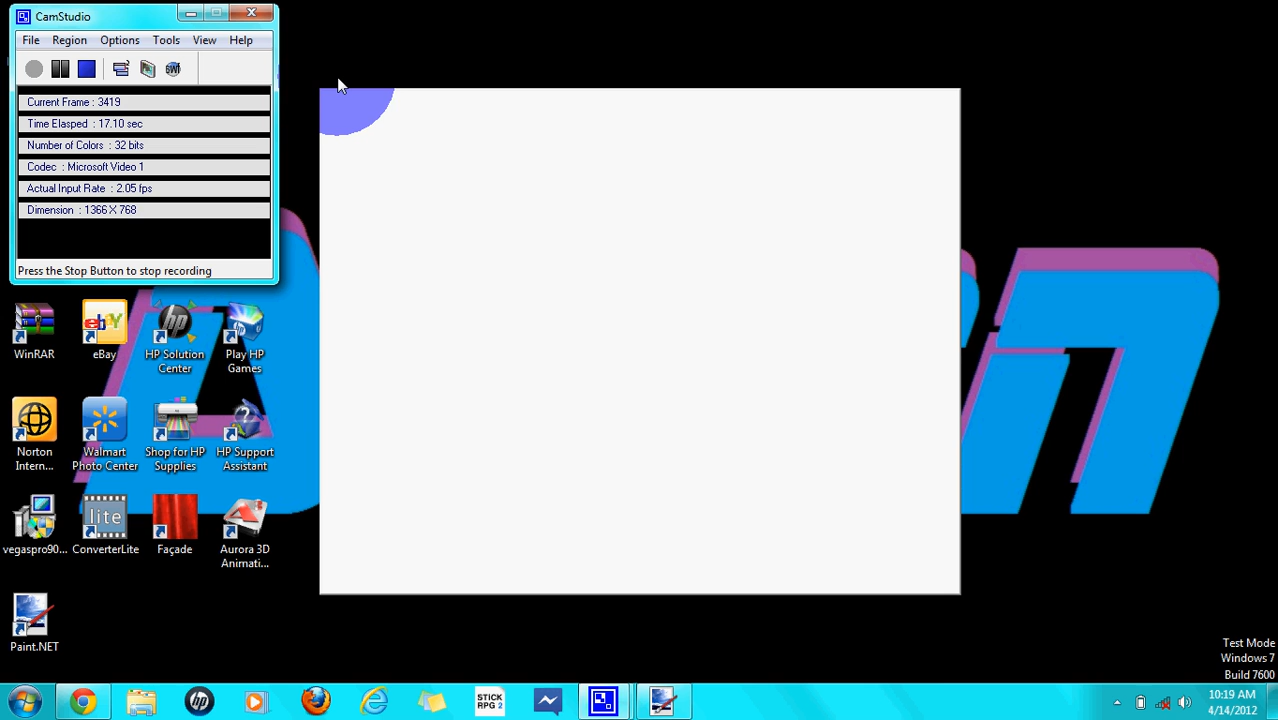 CamStudio
File Region Options Tools View Help
Current Frame : 3419
Time Elasped : 17.10 sec
Number of Colors : 32 bits
Codec : Microsoft Video 1
Actual Input Rate : 2.05 fps
Dimension : 1366 X 768
Press the Stop Button to stop recording
WinRAR
eBay
HP Solution Center
Play HP Games
Norton Intern...
Walmart Photo Center
Shop for HP Supplies
HP Support Assistant
vegaspro90...
ConverterLite
Façade
Aurora 3D Animati...
Paint.NET
lite
hp
STICK RPG 2
Test Mode
Windows 7
Build 7600
10:19 AM
4/14/2012